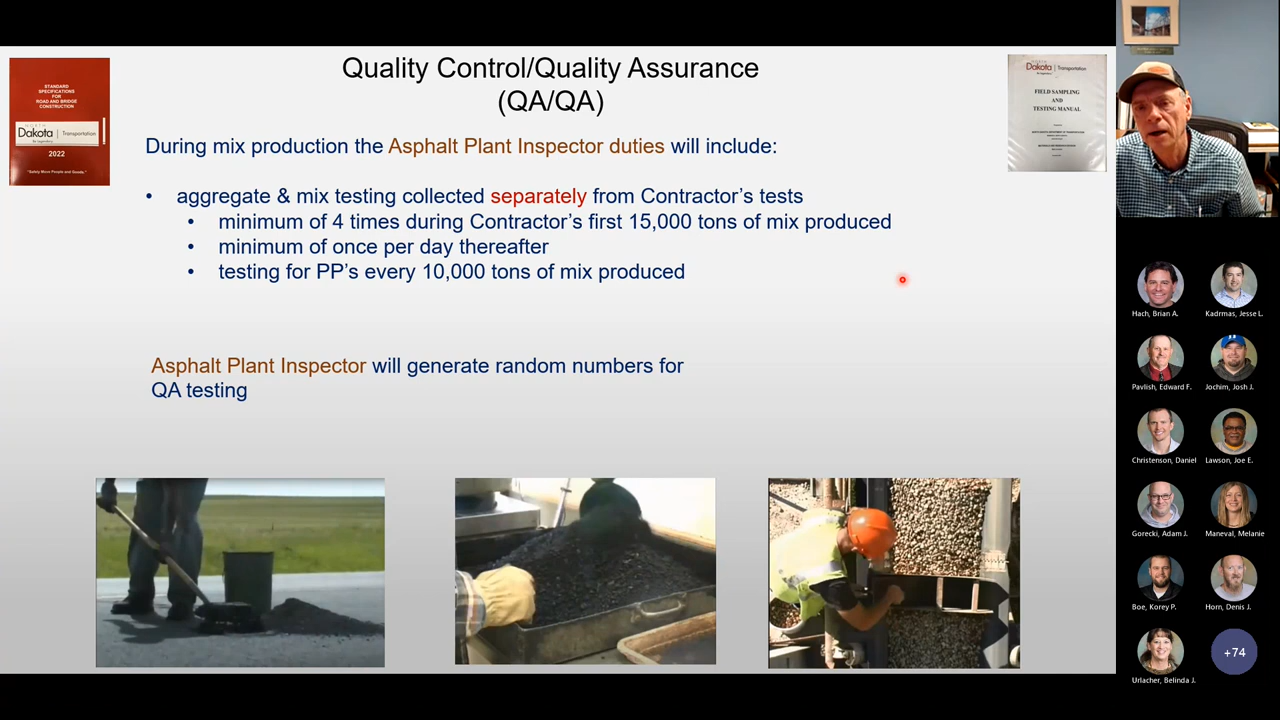 Quality Control/Quality Assurance
(QA/QA)
STANDARD
SPECIFICATIONS
FOR
ROAD AND BRIDGE
CONSTRUCTION
NORTH
Dakota | Transportation
Be Legendary
2022
"Safely Move People and Goods."
Dakota | Transportation
FIELD SAMPLING
AND
TESTING MANUAL
During mix production the Asphalt Plant Inspector duties will include:
• aggregate & mix testing collected separately from Contractor's tests
• minimum of 4 times during Contractor's first 15,000 tons of mix produced
• minimum of once per day thereafter
• testing for PP's every 10,000 tons of mix produced
Asphalt Plant Inspector will generate random numbers for
QA testing
Hach, Brian A.
Kadrmas, Jesse L.
Pavlish, Edward F.
Jochim, Josh J.
Christenson, Daniel
Lawson, Joe E.
Gorecki, Adam J.
Maneval, Melanie
Boe, Korey P.
Horn, Denis J.
Urlacher, Belinda J.
+74